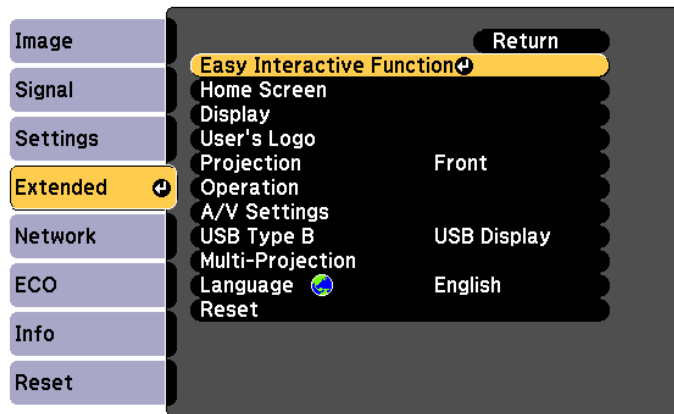 Image
Signal
Settings
Extended
Network
ECO
Info
Reset
Return
Easy Interactive Function
Home Screen
Display
User's Logo
Projection Front
Operation
A/V Settings
USB Type B USB Display
Multi-Projection
Language English
Reset